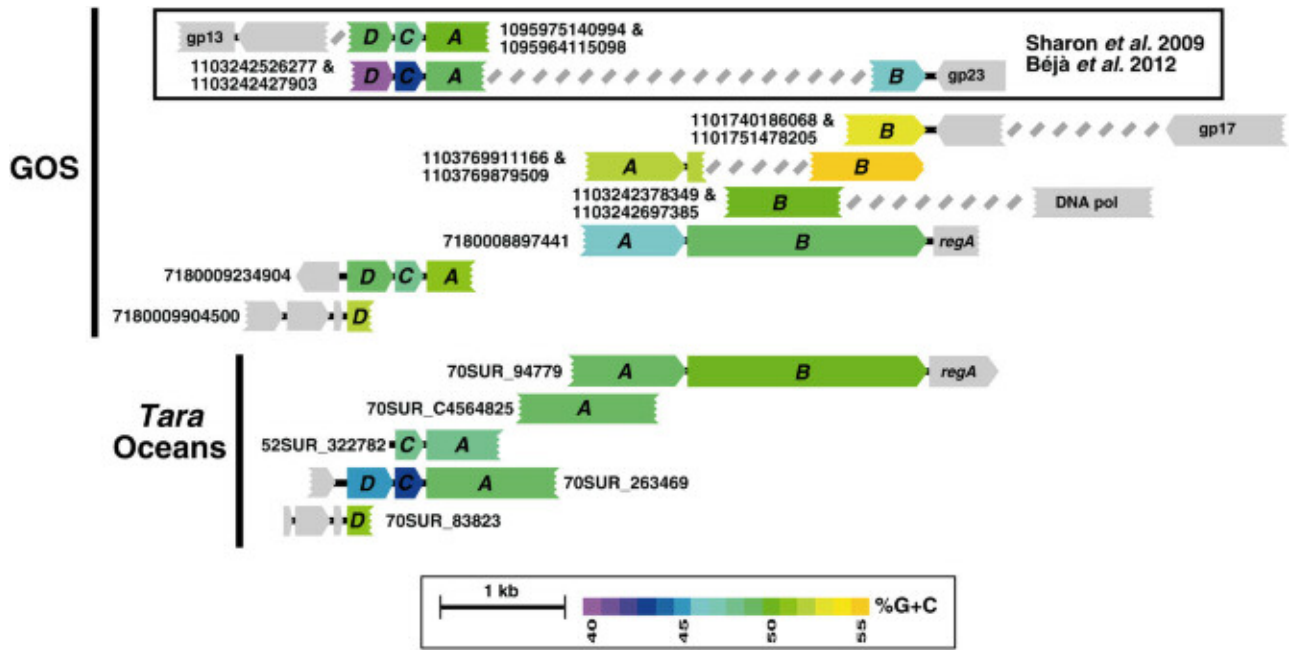 GOS
gp13 D C A 1095975140994 &
1095964115098
Sharon et al. 2009
Béjà et al. 2012
1103242526277 &
1103242427903 D C A B gp23
1101740186068 &
1101751478205 B gp17
1103769911166 &
1103769879509 A B
1103242378349 &
1103242697385 B DNA pol
7180008897441 A B regA
7180009234904 D C A
7180009904500 D
Tara
Oceans
70SUR_94779 A B regA
70SUR_C4564825 A
52SUR_322782 C A
D C A 70SUR_263469
D 70SUR_83823
1 kb
%G+C
40 45 50 55